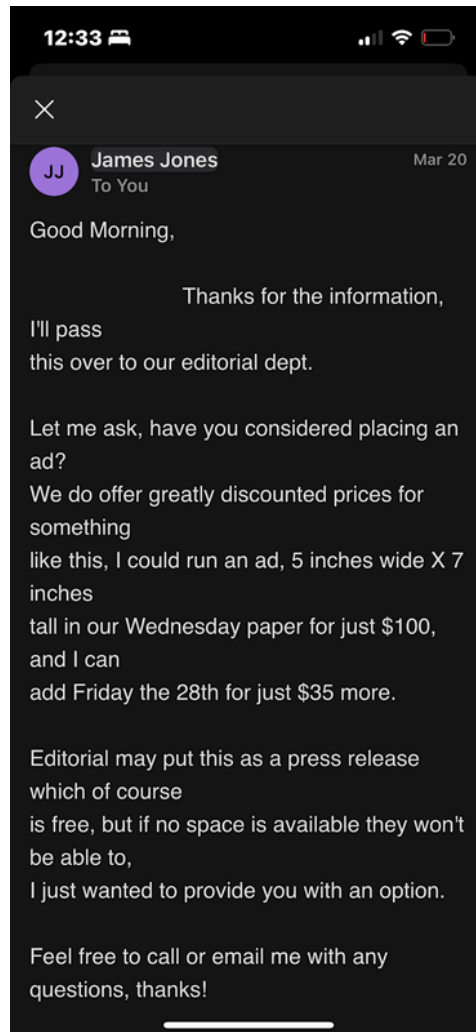 12:33
JJ
James Jones
Mar 20
To You
Good Morning,
Thanks for the information,
I'll pass
this over to our editorial dept.
Let me ask, have you considered placing an
ad?
We do offer greatly discounted prices for
something
like this, I could run an ad, 5 inches wide X 7
inches
tall in our Wednesday paper for just $100,
and I can
add Friday the 28th for just $35 more.
Editorial may put this as a press release
which of course
is free, but if no space is available they won't
be able to,
I just wanted to provide you with an option.
Feel free to call or email me with any
questions, thanks!